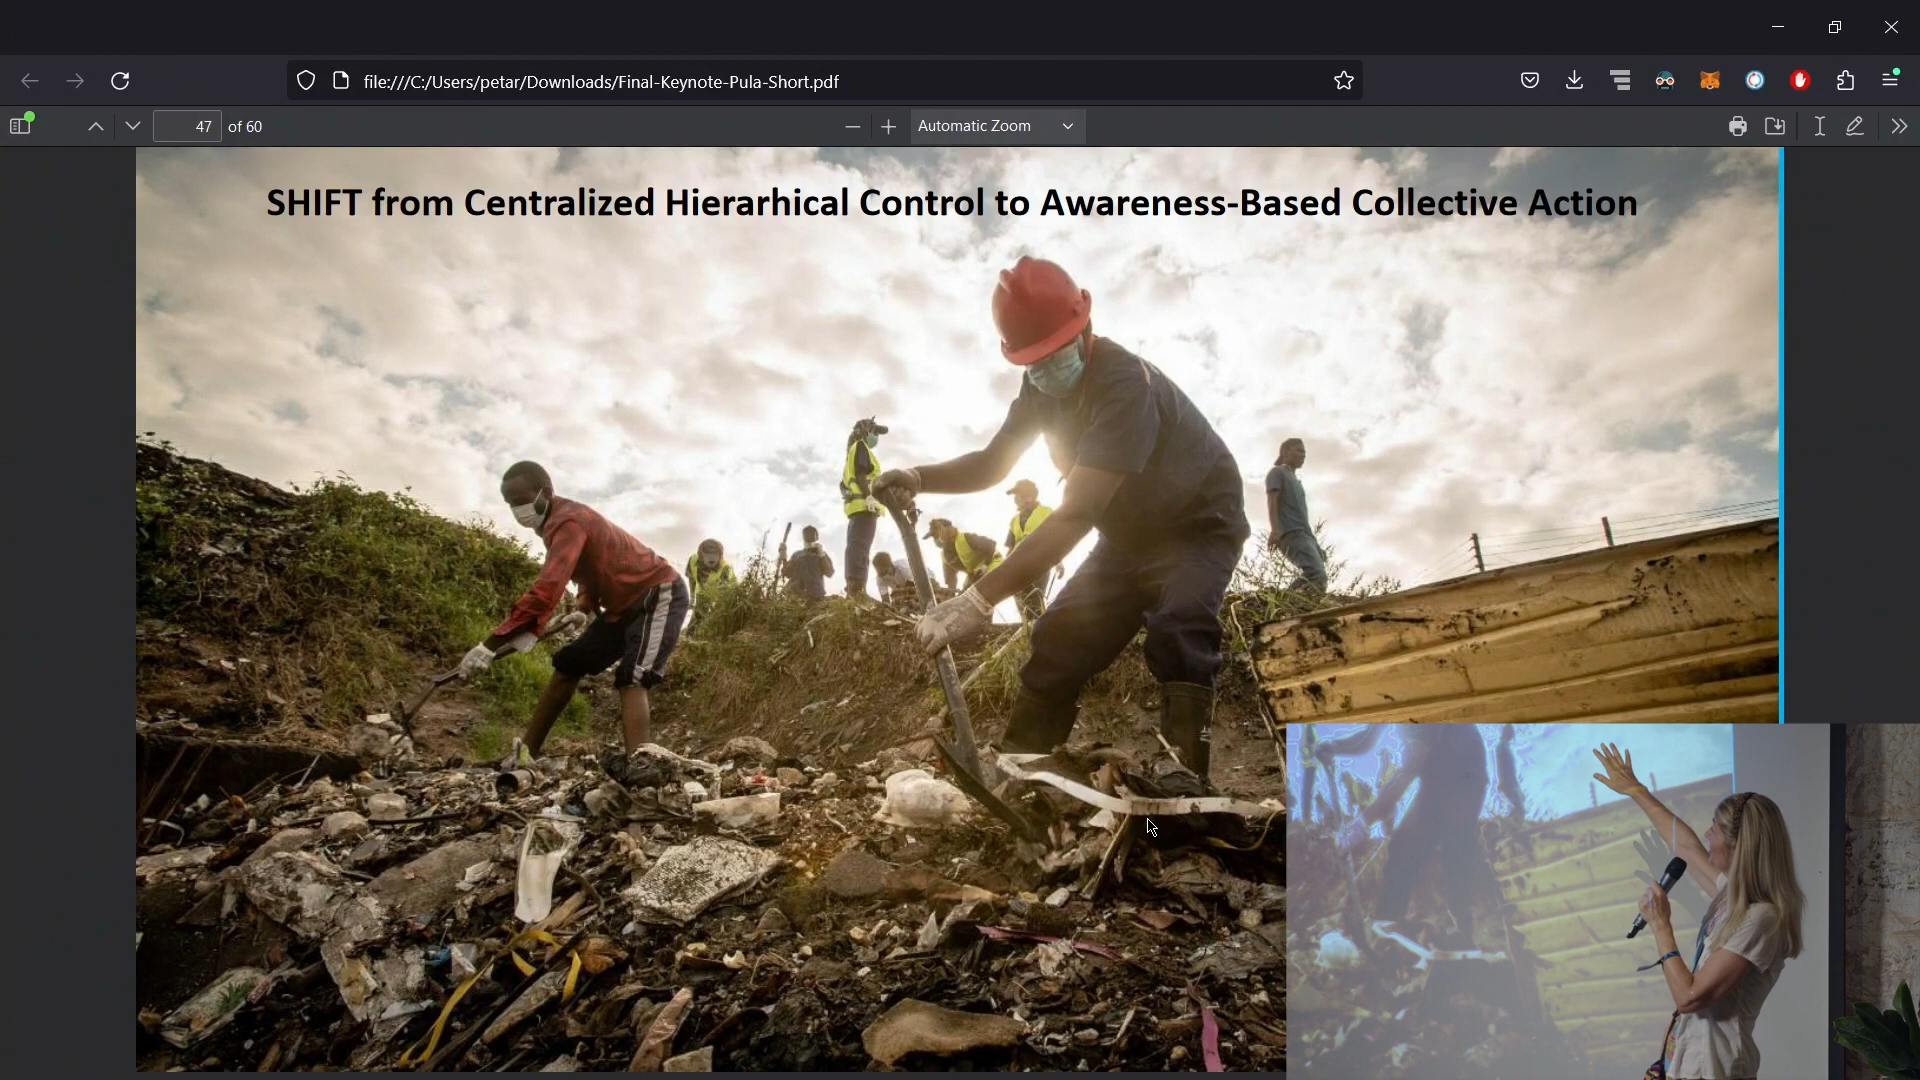 file:///C:/Users/petar/Downloads/Final-Keynote-Pula-Short.pdf
47 of 60
Automatic Zoom
SHIFT from Centralized Hierarhical Control to Awareness-Based Collective Action